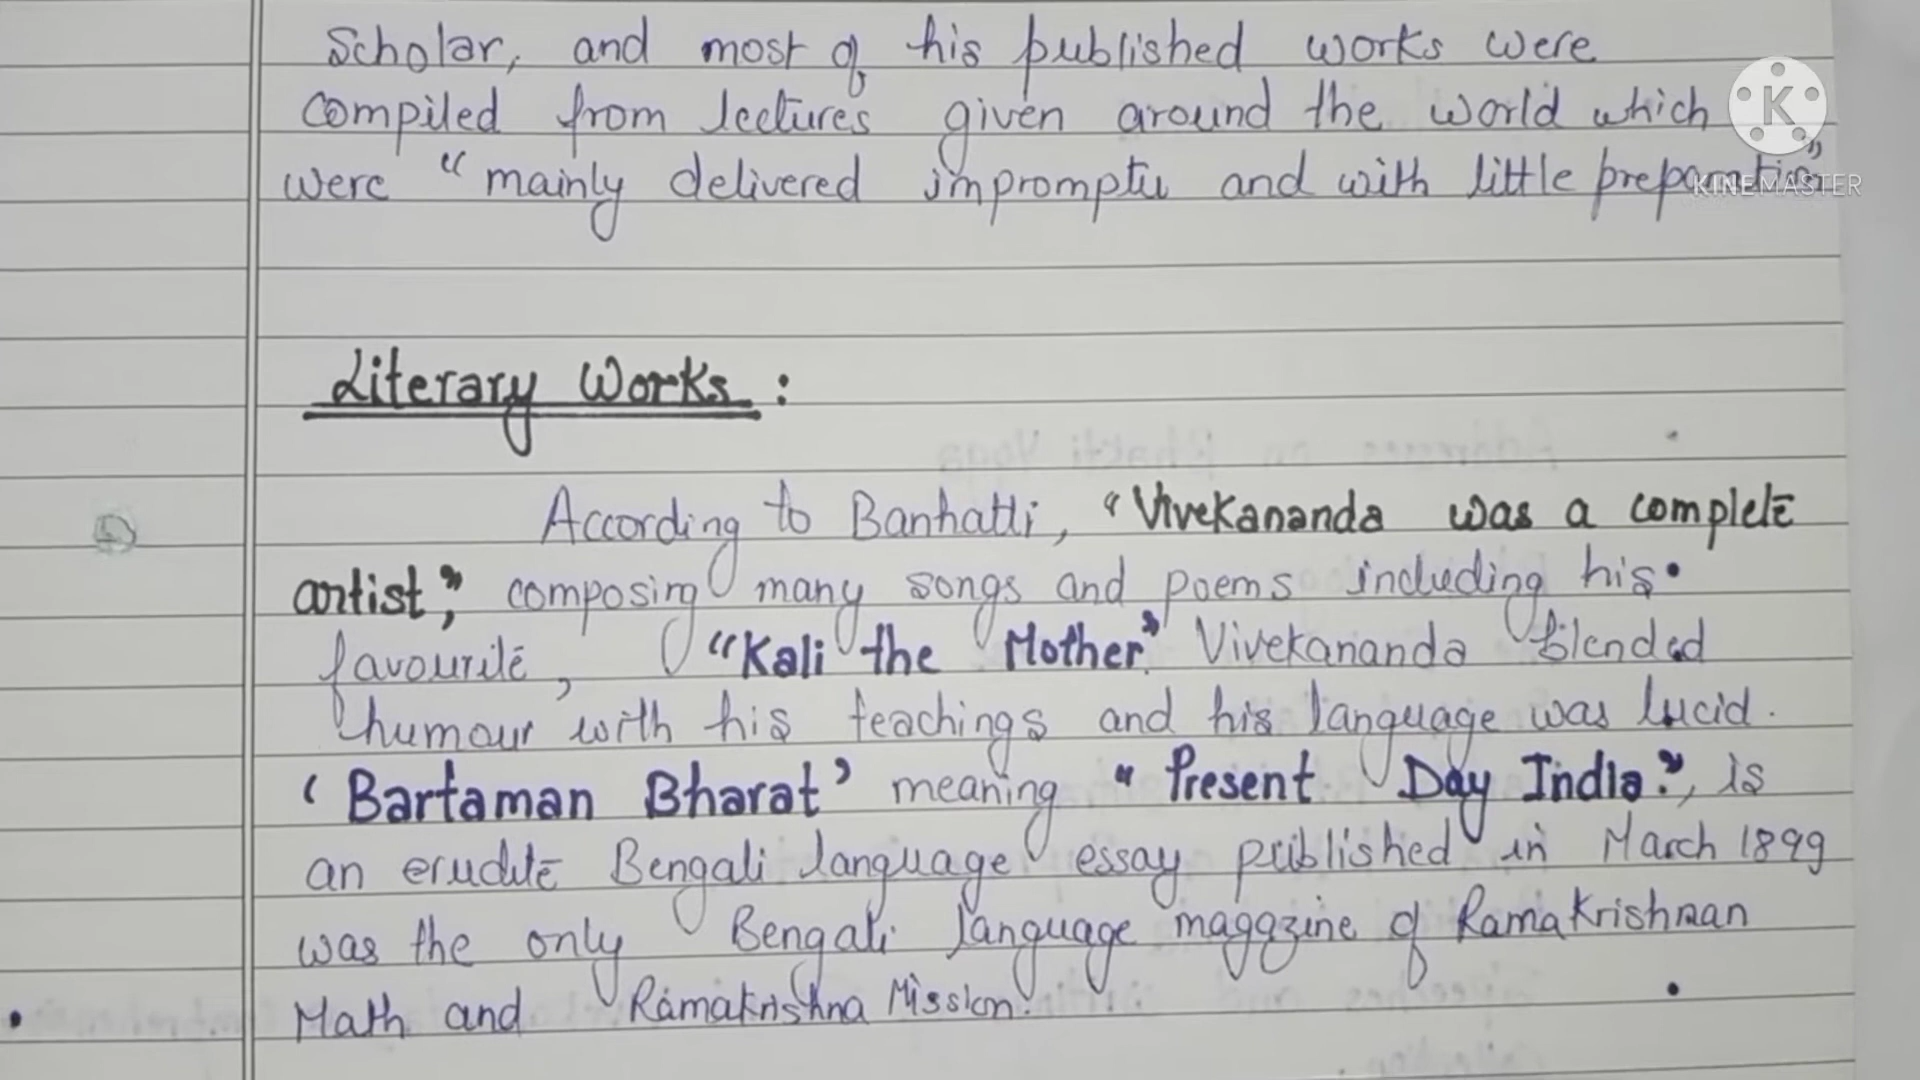 Scholar, and most of his published works were
compiled from lectures given around the world which
were "mainly delivered impromptu and with little preparation"
K
KINEMASTER
Literary Works :
According to Banhatti, "Vivekananda was a complete
artist", composing many songs and poems including his
favourite, "Kali the Mother". Vivekananda blended
humour with his teachings and his language was lucid.
'Bartaman Bharat' meaning "Present Day India", is
an erudite Bengali language essay published in March 1899
was the only Bengali language magazine of Ramakrishnan
Math and Ramakrishna Mission.